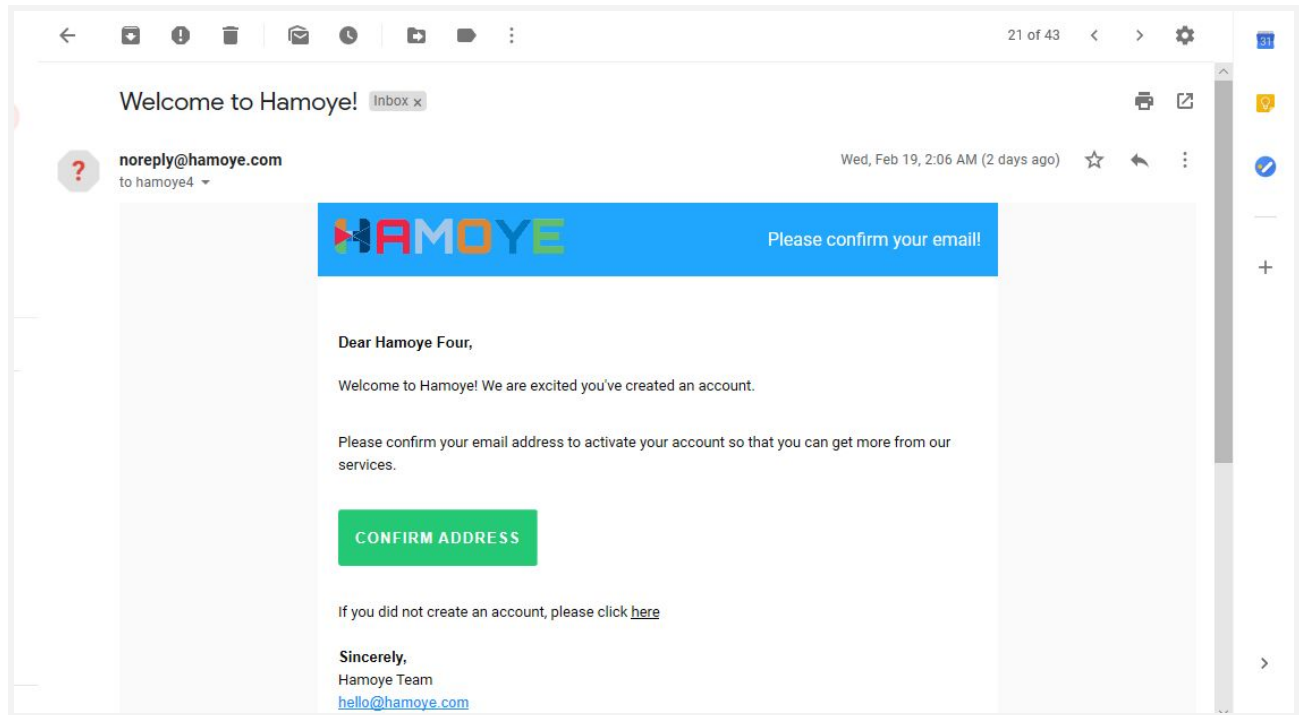 21 of 43
31
Welcome to Hamoye! Inbox x
?
noreply@hamoye.com
Wed, Feb 19, 2:06 AM (2 days ago)
to hamoye4
HAMOYE
Please confirm your email!
Dear Hamoye Four,
Welcome to Hamoye! We are excited you've created an account.
Please confirm your email address to activate your account so that you can get more from our
services.
CONFIRM ADDRESS
If you did not create an account, please click here
Sincerely,
Hamoye Team
hello@hamoye.com